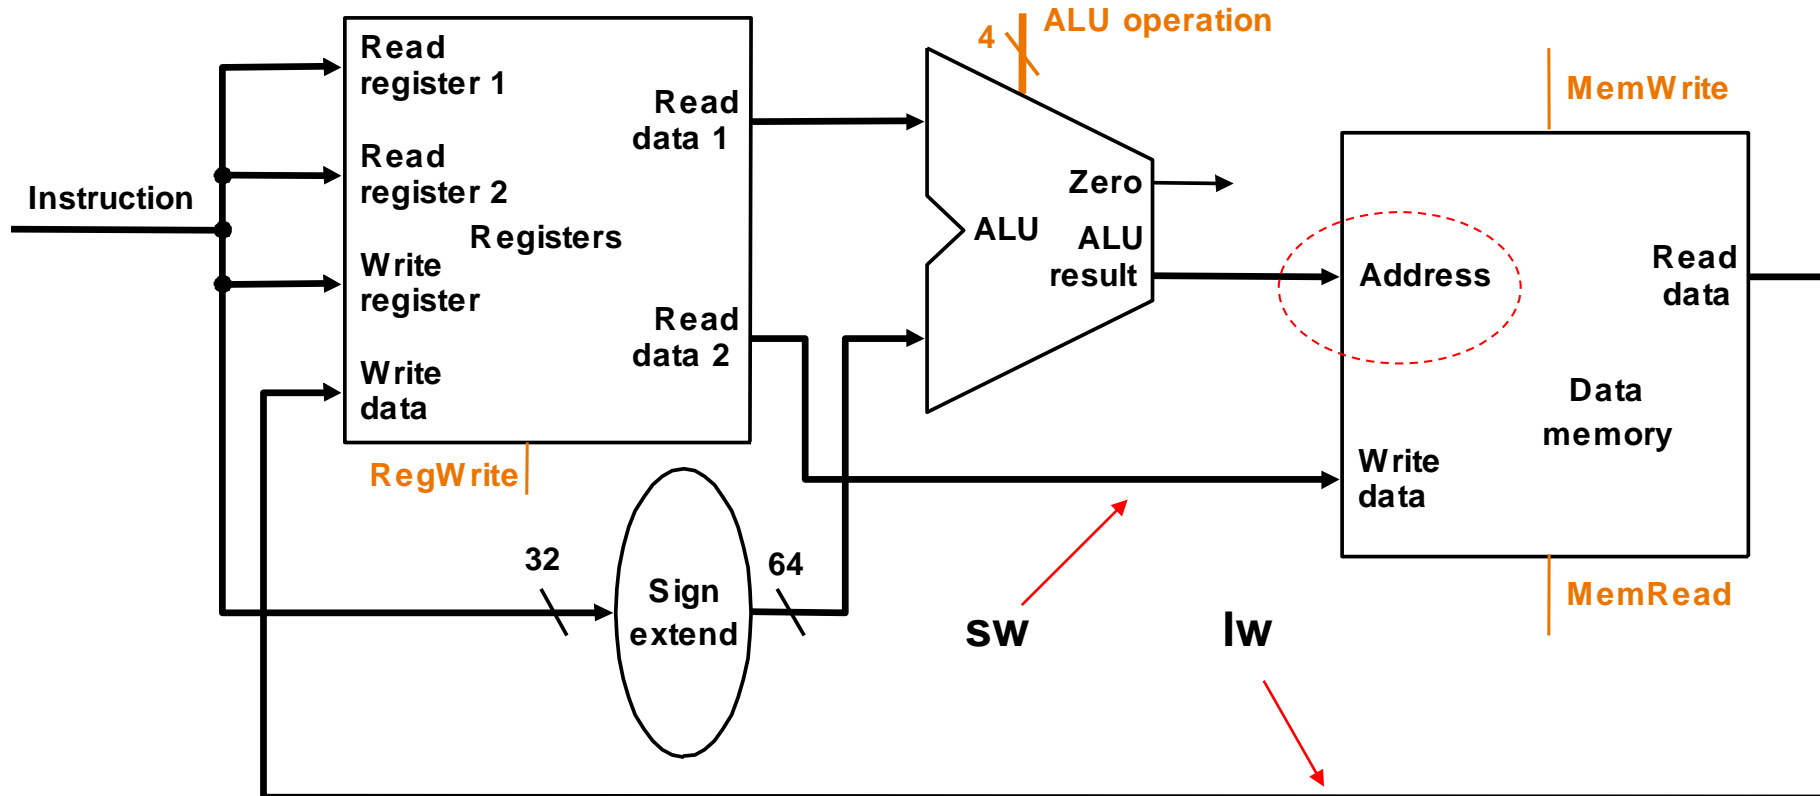 Instruction
Read
register 1
Read
register 2
Registers
Write
register
Write
data
Read
data 1
Read
data 2
RegWrite
32
Sign
extend
64
4
ALU operation
Zero
ALU
ALU
result
MemWrite
Address
Read
data
Data
memory
Write
data
MemRead
sw
lw